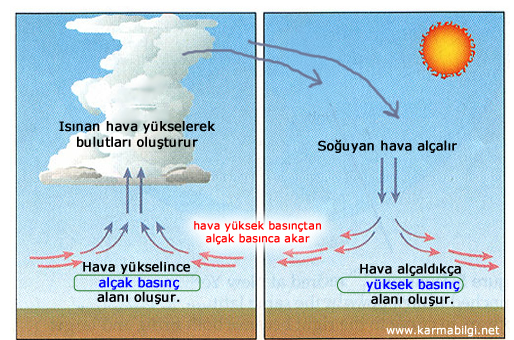 Isınan hava yükselerek
bulutları oluşturur
Soğuyan hava alçalır
hava yüksek basınçtan
alçak basınca akar
Hava yükselince
alçak basınç
alanı oluşur.
Hava alçaldıkça
yüksek basınç
alanı oluşur.
www.karmabilgi.net